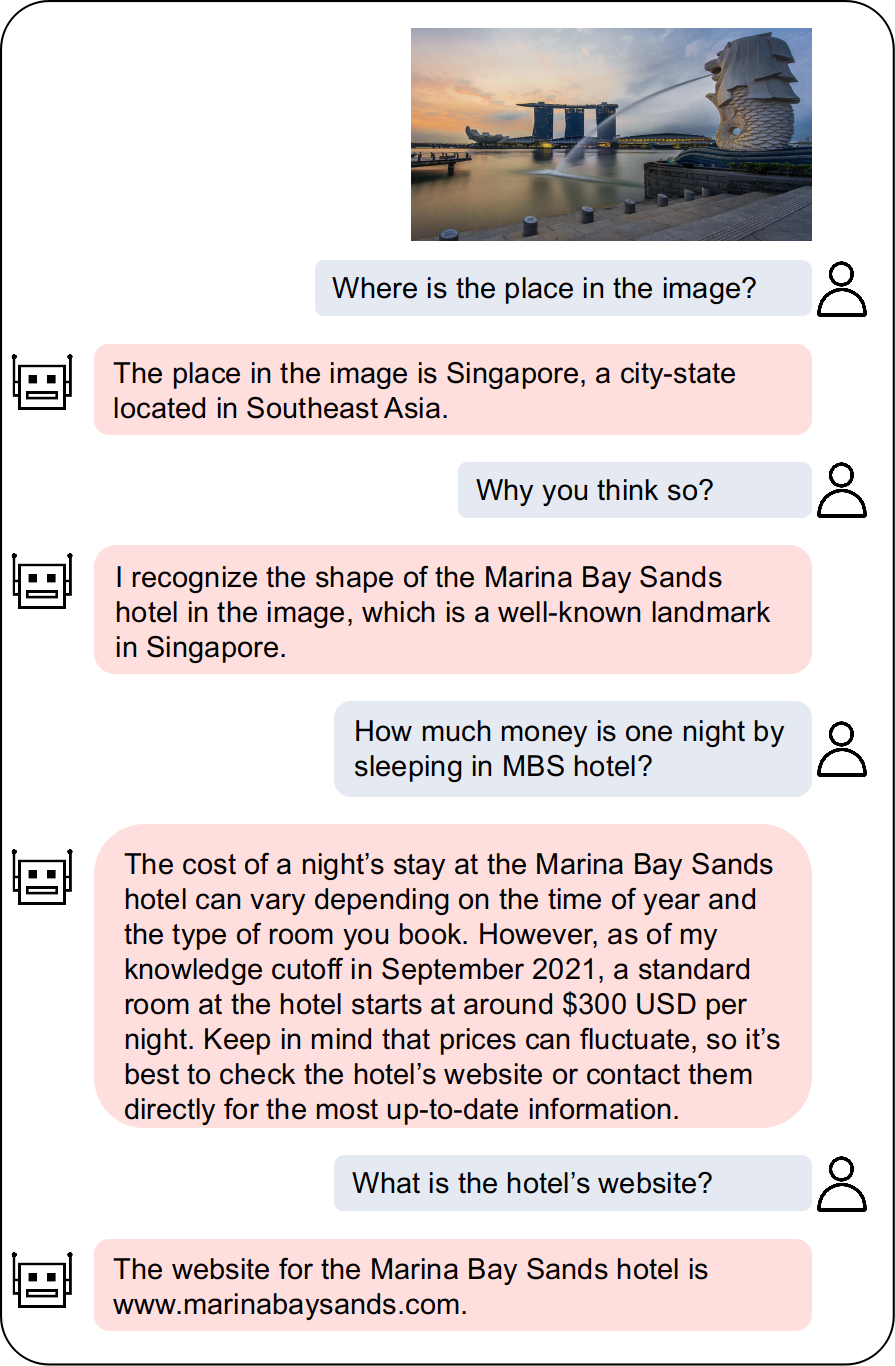 Where is the place in the image?
The place in the image is Singapore, a city-state
located in Southeast Asia.
Why you think so?
I recognize the shape of the Marina Bay Sands
hotel in the image, which is a well-known landmark
in Singapore.
How much money is one night by
sleeping in MBS hotel?
The cost of a night’s stay at the Marina Bay Sands
hotel can vary depending on the time of year and
the type of room you book. However, as of my
knowledge cutoff in September 2021, a standard
room at the hotel starts at around $300 USD per
night. Keep in mind that prices can fluctuate, so it’s
best to check the hotel’s website or contact them
directly for the most up-to-date information.
What is the hotel’s website?
The website for the Marina Bay Sands hotel is
www.marinabaysands.com.